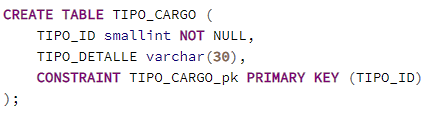 CREATE TABLE TIPO_CARGO (
    TIPO_ID smallint NOT NULL,
    TIPO_DETALLE varchar(30),
    CONSTRAINT TIPO_CARGO_pk PRIMARY KEY (TIPO_ID)
);